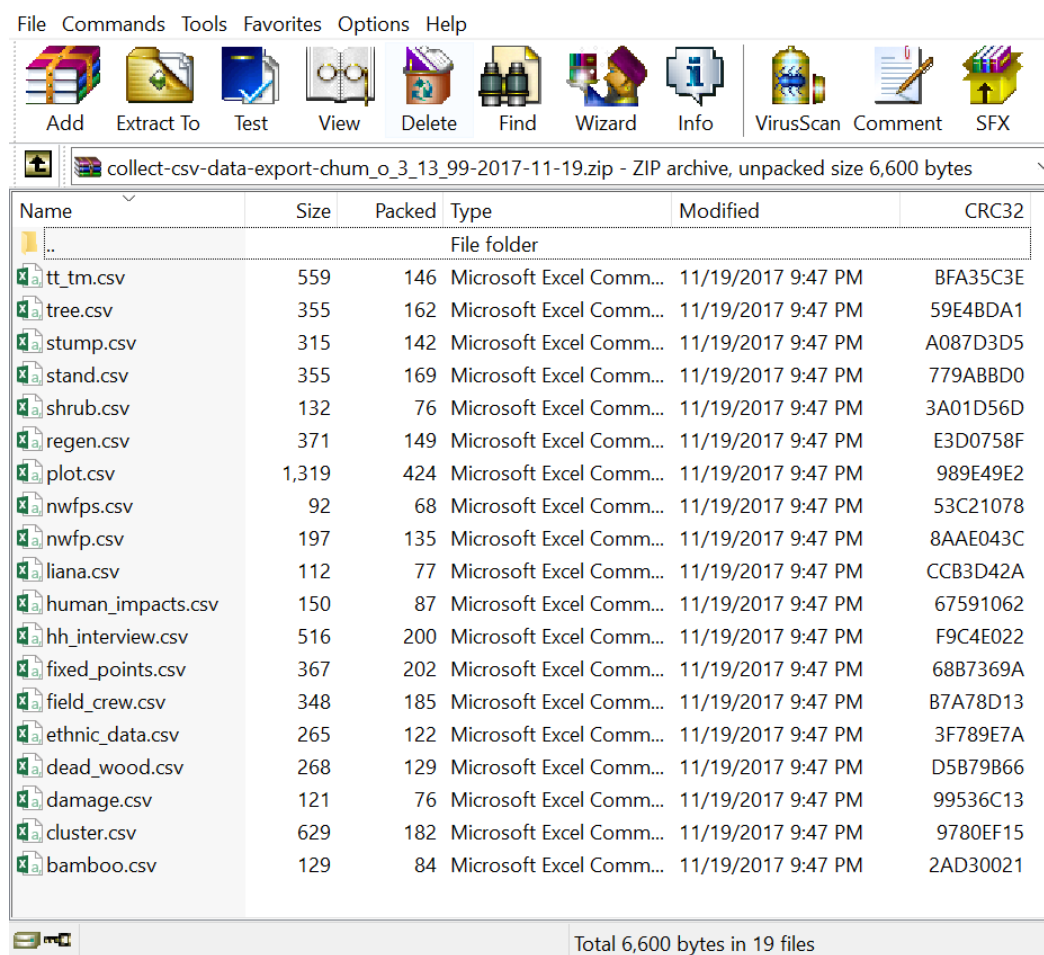 File Commands Tools Favorites Options Help
Add Extract To Test View Delete Find Wizard Info VirusScan Comment SFX
collect-csv-data-export-chum_o_3_13_99-2017-11-19.zip - ZIP archive, unpacked size 6,600 bytes
Name Size Packed Type Modified CRC32
.. File folder
tt_tm.csv 559 146 Microsoft Excel Comm... 11/19/2017 9:47 PM BFA35C3E
tree.csv 355 162 Microsoft Excel Comm... 11/19/2017 9:47 PM 59E4BDA1
stump.csv 315 142 Microsoft Excel Comm... 11/19/2017 9:47 PM A087D3D5
stand.csv 355 169 Microsoft Excel Comm... 11/19/2017 9:47 PM 779ABBD0
shrub.csv 132 76 Microsoft Excel Comm... 11/19/2017 9:47 PM 3A01D56D
regen.csv 371 149 Microsoft Excel Comm... 11/19/2017 9:47 PM E3D0758F
plot.csv 1,319 424 Microsoft Excel Comm... 11/19/2017 9:47 PM 989E49E2
nwfps.csv 92 68 Microsoft Excel Comm... 11/19/2017 9:47 PM 53C21078
nwfp.csv 197 135 Microsoft Excel Comm... 11/19/2017 9:47 PM 8AAE043C
liana.csv 112 77 Microsoft Excel Comm... 11/19/2017 9:47 PM CCB3D42A
human_impacts.csv 150 87 Microsoft Excel Comm... 11/19/2017 9:47 PM 67591062
hh_interview.csv 516 200 Microsoft Excel Comm... 11/19/2017 9:47 PM F9C4E022
fixed_points.csv 367 202 Microsoft Excel Comm... 11/19/2017 9:47 PM 68B7369A
field_crew.csv 348 185 Microsoft Excel Comm... 11/19/2017 9:47 PM B7A78D13
ethnic_data.csv 265 122 Microsoft Excel Comm... 11/19/2017 9:47 PM 3F789E7A
dead_wood.csv 268 129 Microsoft Excel Comm... 11/19/2017 9:47 PM D5B79B66
damage.csv 121 76 Microsoft Excel Comm... 11/19/2017 9:47 PM 99536C13
cluster.csv 629 182 Microsoft Excel Comm... 11/19/2017 9:47 PM 9780EF15
bamboo.csv 129 84 Microsoft Excel Comm... 11/19/2017 9:47 PM 2AD30021
Total 6,600 bytes in 19 files